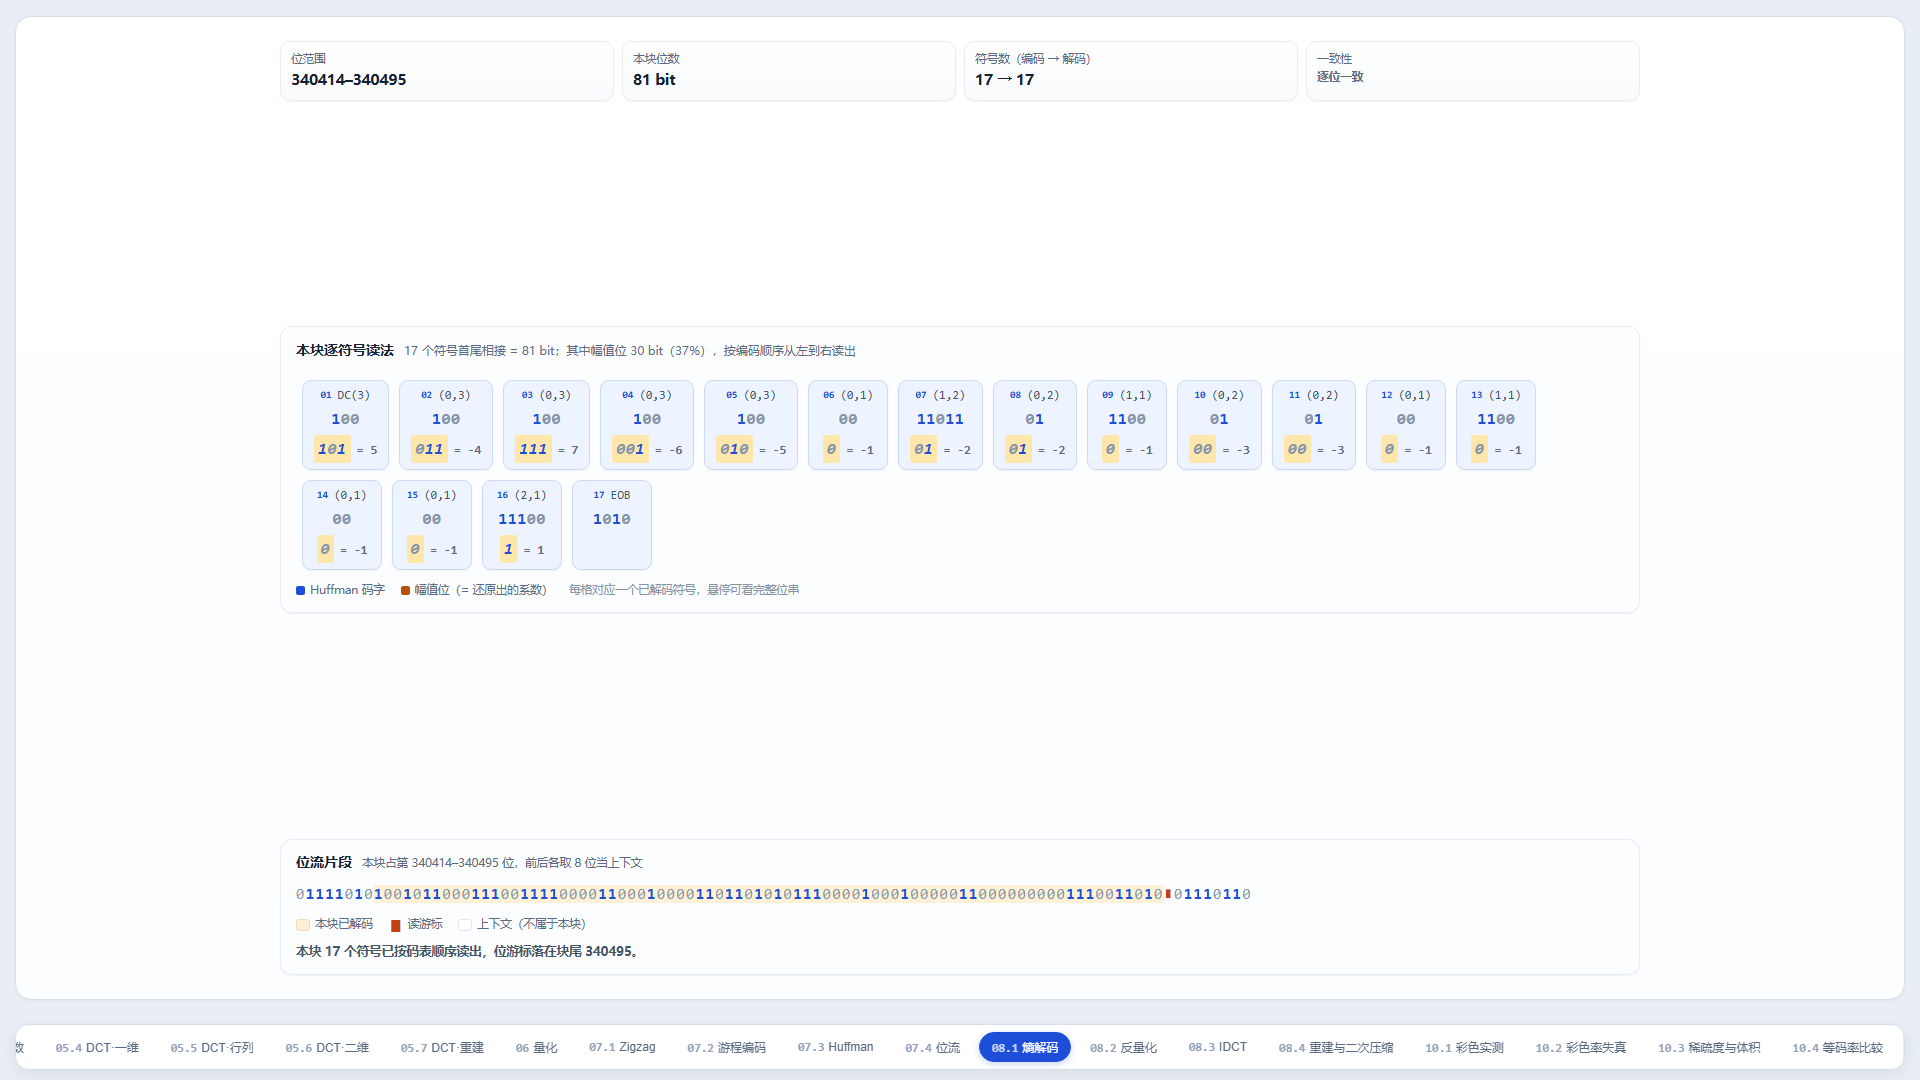 位范围
340414–340495
本块位数
81 bit
符号数（编码 → 解码）
17 → 17
一致性
逐位一致
本块逐符号读法 17 个符号首尾相接 = 81 bit；其中幅值位 30 bit（37%），按编码顺序从左到右读出
01 DC(3) 02 (0,3) 03 (0,3) 04 (0,3) 05 (0,3) 06 (0,1) 07 (1,2) 08 (0,2) 09 (1,1) 10 (0,2) 11 (0,2) 12 (0,1) 13 (1,1)
100 100 100 100 100 00 11011 01 1100 01 01 00 1100
101 = 5 011 = -4 111 = 7 001 = -6 010 = -5 0 = -1 01 = -2 01 = -2 0 = -1 00 = -3 00 = -3 0 = -1 0 = -1
14 (0,1) 15 (0,1) 16 (2,1) 17 EOB
00 00 11100 1010
0 = -1 0 = -1 1 = 1
Huffman 码字 幅值位（= 还原出的系数） 每格对应一个已解码符号，悬停可看完整位串
位流片段 本块占第 340414–340495 位，前后各取 8 位当上下文
01111010100101100011100111100001100010000110110101011100001000100000110000000000111001101001110110
本块已解码 读游标 上下文（不属于本块）
本块 17 个符号已按码表顺序读出，位游标落在块尾 340495。
数 05.4 DCT·一维 05.5 DCT·行列 05.6 DCT·二维 05.7 DCT·重建 06 量化 07.1 Zigzag 07.2 游程编码 07.3 Huffman 07.4 位流 08.1 熵解码 08.2 反量化 08.3 IDCT 08.4 重建与二次压缩 10.1 彩色实测 10.2 彩色率失真 10.3 稀疏度与体积 10.4 等码率比较